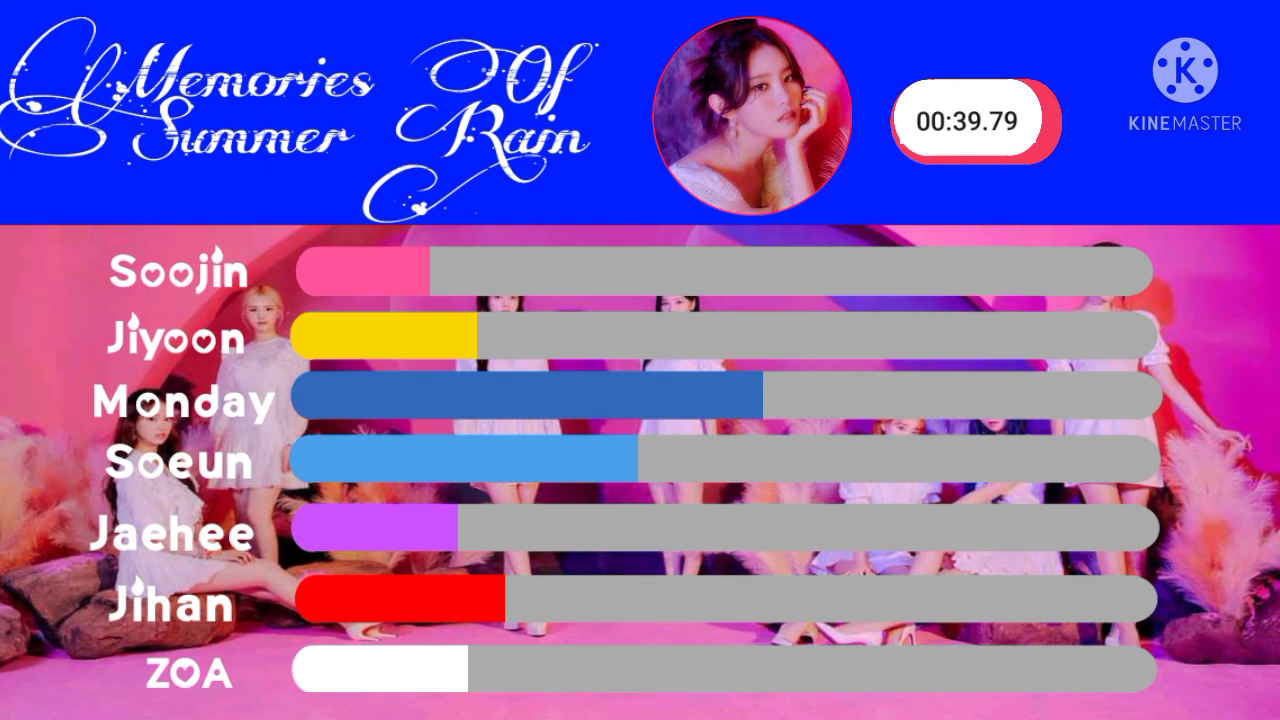 Memories Of
Summer Rain
00:39.79
K
KINEMASTER
Soojin
Jiyoon
Monday
Soeun
Jaehee
Jihan
ZOA